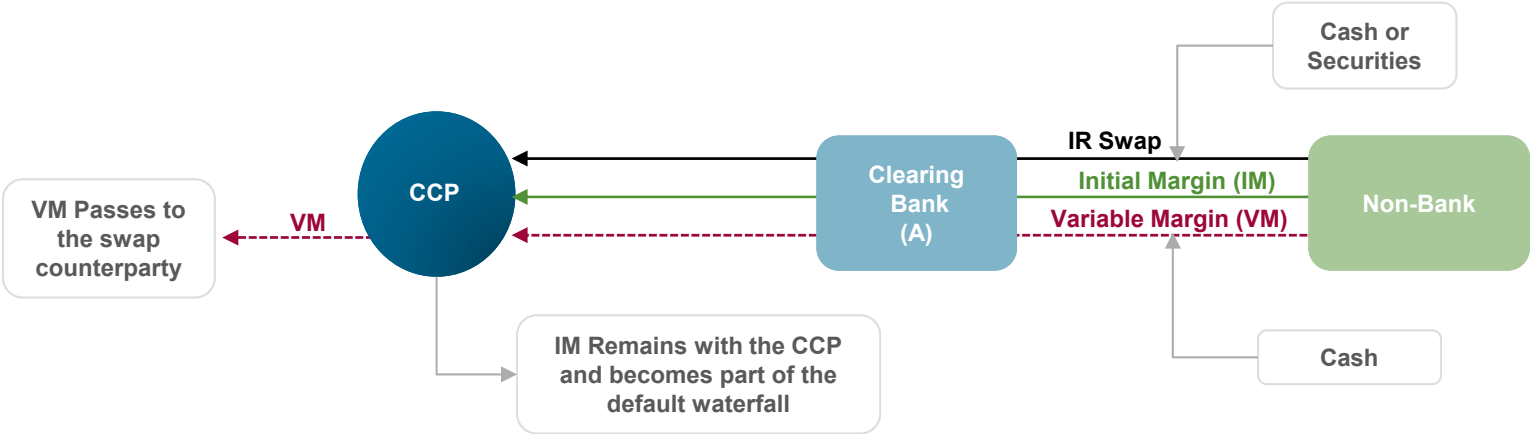 Cash or
Securities
IR Swap
CCP
Clearing
Bank
(A)
Initial Margin (IM)
Non-Bank
VM Passes to
the swap
counterparty
VM
Variable Margin (VM)
IM Remains with the CCP
and becomes part of the
default waterfall
Cash